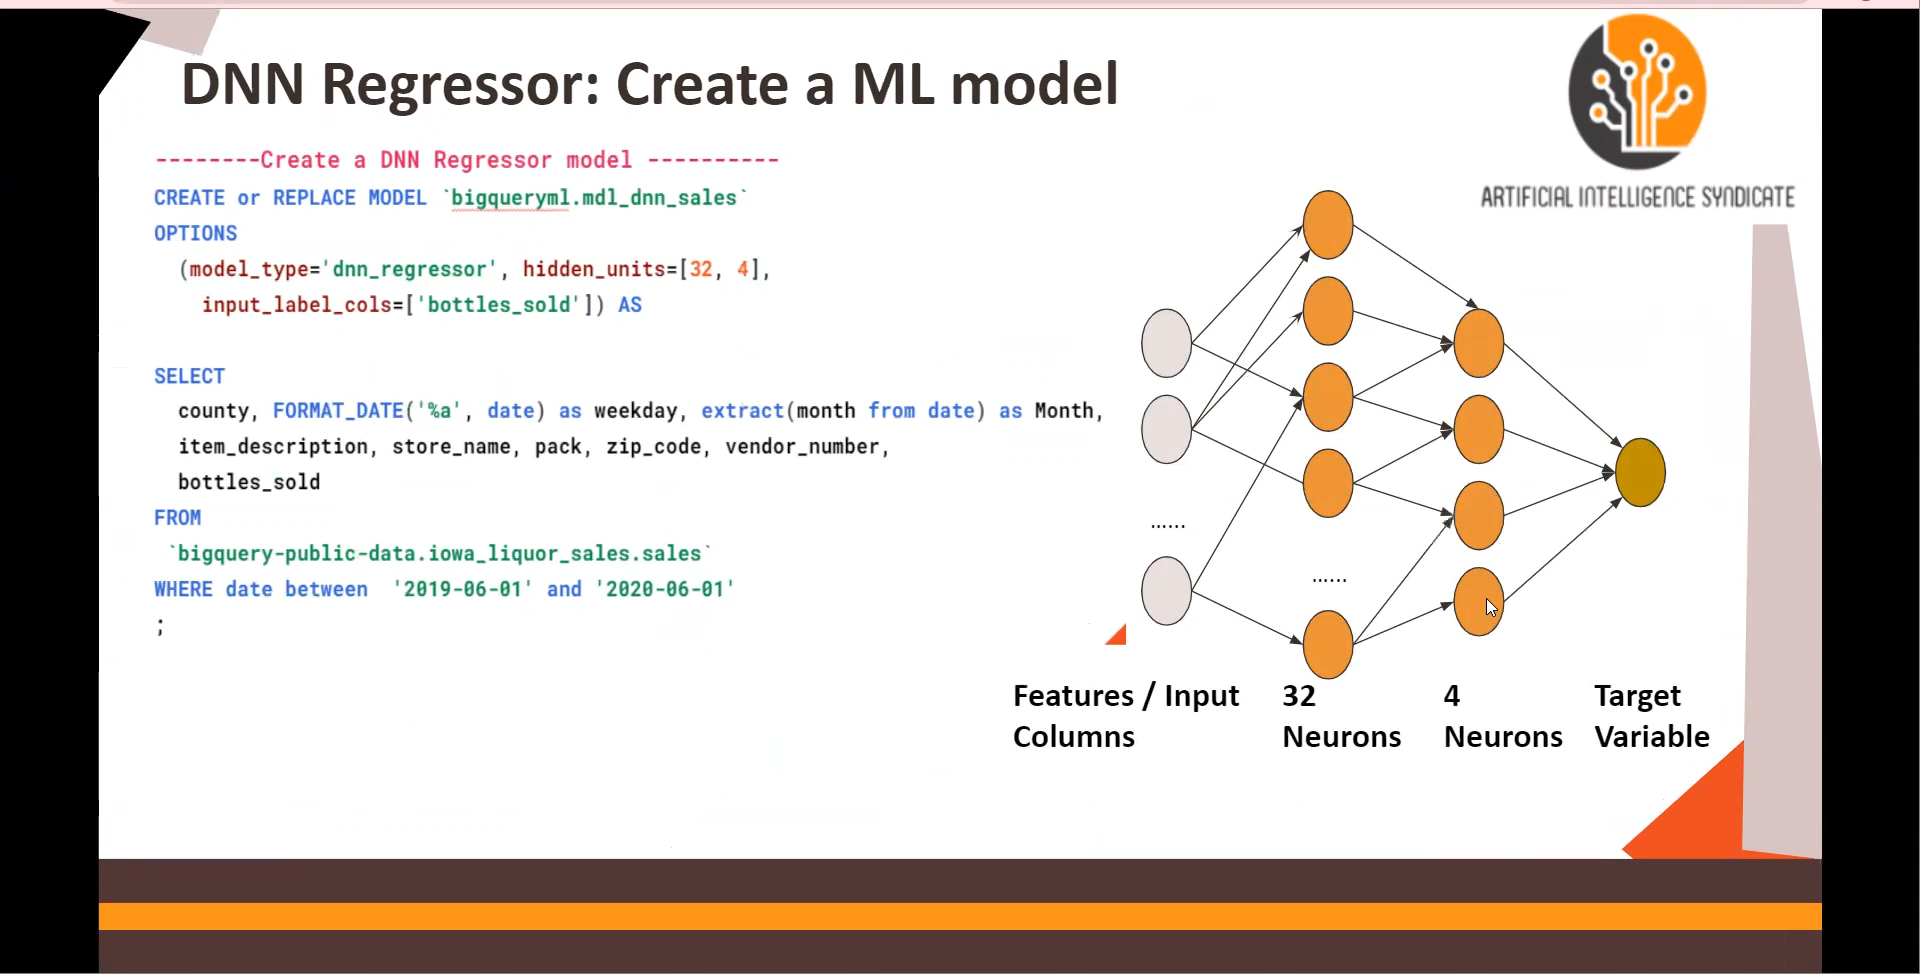 DNN Regressor: Create a ML model
ARTIFICIAL INTELLIGENCE SYNDICATE
--------Create a DNN Regressor model ----------
CREATE or REPLACE MODEL `bigqueryml.mdl_dnn_sales`
OPTIONS
(model_type='dnn_regressor', hidden_units=[32, 4],
input_label_cols=['bottles_sold']) AS
SELECT
county, FORMAT_DATE('%a', date) as weekday, extract(month from date) as Month,
item_description, store_name, pack, zip_code, vendor_number,
bottles_sold
FROM
`bigquery-public-data.iowa_liquor_sales.sales`
WHERE date between '2019-06-01' and '2020-06-01'
;
......
......
Features / Input
Columns
32
Neurons
4
Neurons
Target
Variable